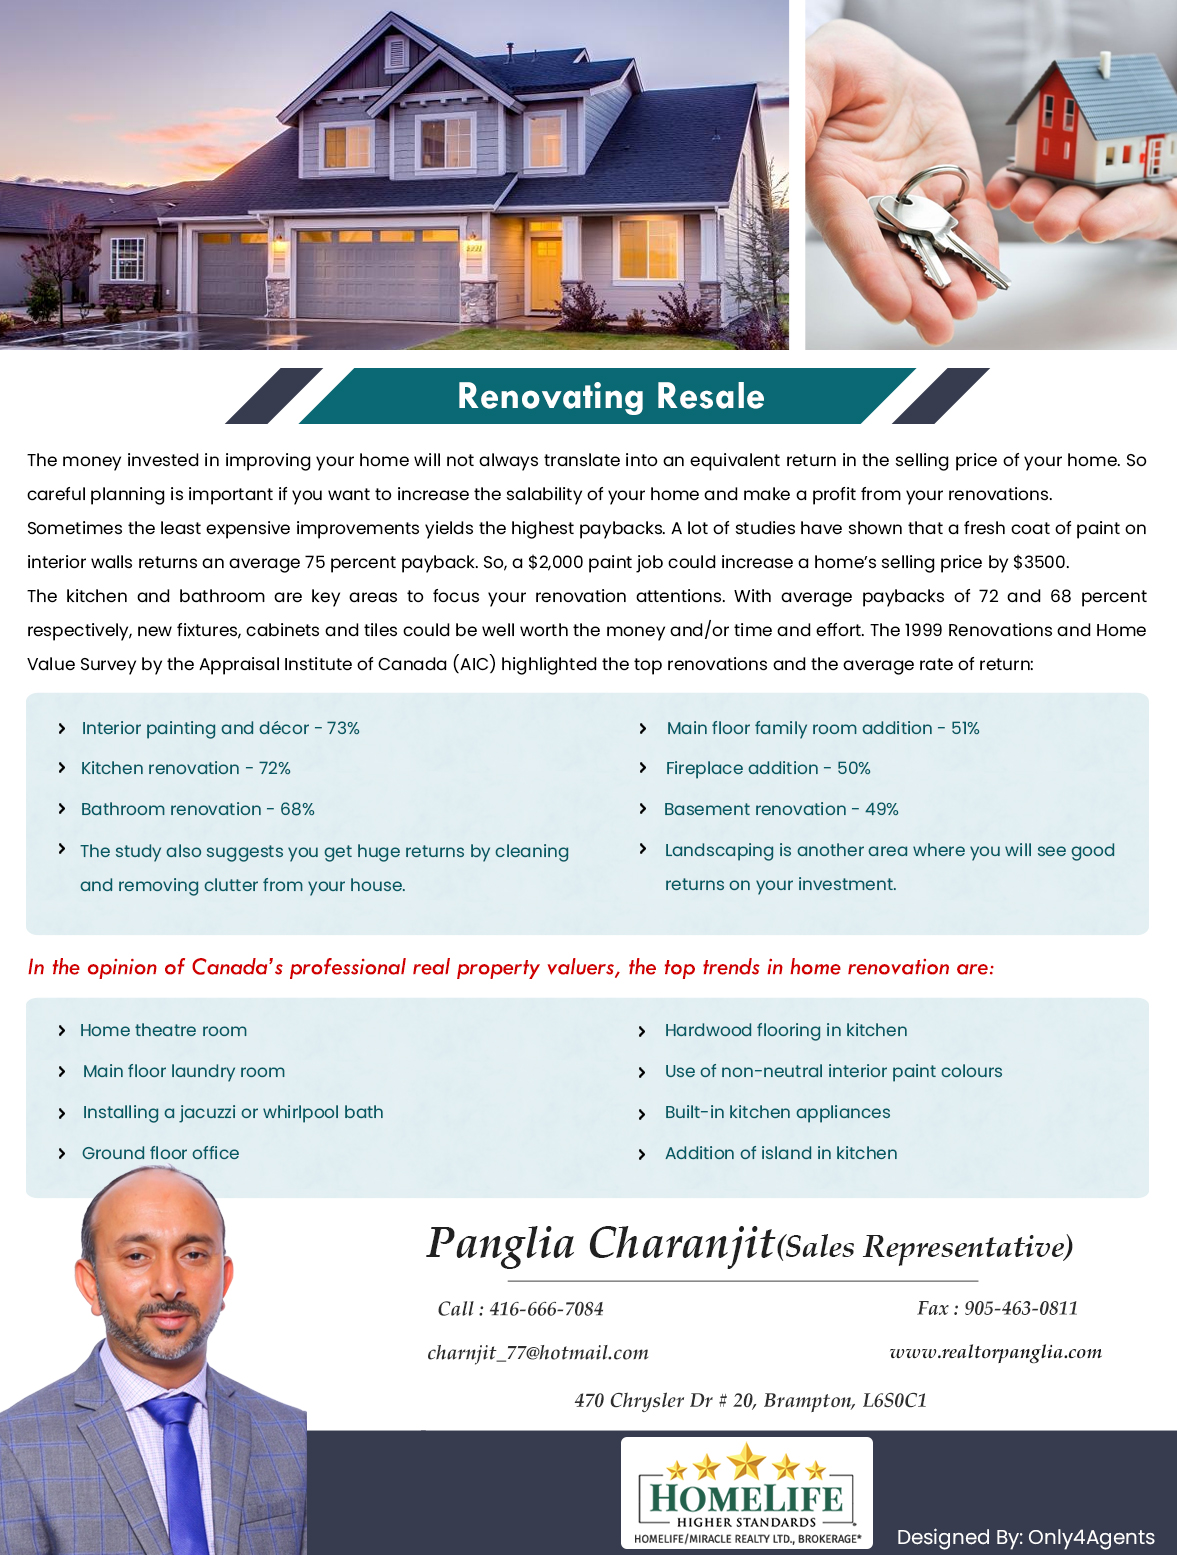 Renovating Resale
The money invested in improving your home will not always translate into an equivalent return in the selling price of your home. So
careful planning is important if you want to increase the salability of your home and make a profit from your renovations.
Sometimes the least expensive improvements yields the highest paybacks. A lot of studies have shown that a fresh coat of paint on
interior walls returns an average 75 percent payback. So, a $2,000 paint job could increase a home's selling price by $3500.
The kitchen and bathroom are key areas to focus your renovation attentions. With average paybacks of 72 and 68 percent
respectively, new fixtures, cabinets and tiles could be well worth the money and/or time and effort. The 1999 Renovations and Home
Value Survey by the Appraisal Institute of Canada (AIC) highlighted the top renovations and the average rate of return:
Interior painting and décor - 73%
Kitchen renovation - 72%
Bathroom renovation - 68%
The study also suggests you get huge returns by cleaning
and removing clutter from your house.
Main floor family room addition - 51%
Fireplace addition - 50%
Basement renovation - 49%
Landscaping is another area where you will see good
returns on your investment.
In the opinion of Canada's professional real property valuers, the top trends in home renovation are:
Home theatre room
Main floor laundry room
Installing a jacuzzi or whirlpool bath
Ground floor office
Hardwood flooring in kitchen
Use of non-neutral interior paint colours
Built-in kitchen appliances
Addition of island in kitchen
Panglia Charanjit(Sales Representative)
Call : 416-666-7084
Fax : 905-463-0811
charnjit_77@hotmail.com
www.realtorpanglia.com
470 Chrysler Dr # 20, Brampton, L6S0C1
HOMELIFE
HIGHER STANDARDS
HOMELIFE/MIRACLE REALTY LTD., BROKERAGE*
Designed By: Only4Agents